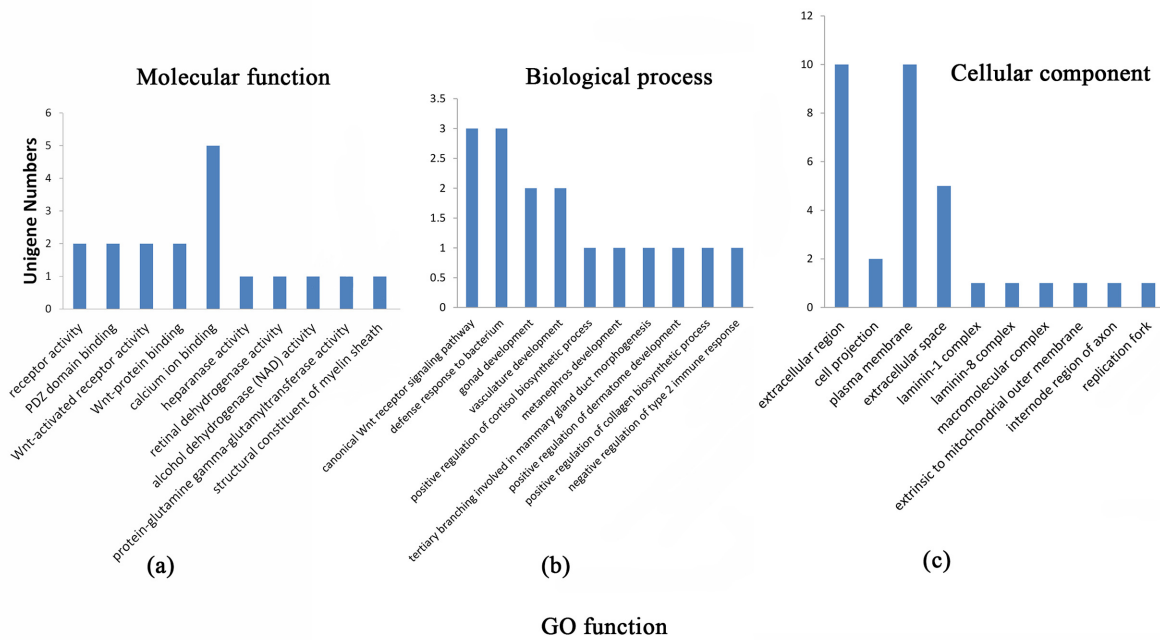 Molecular function
Unigene Numbers
6
5
4
3
2
1
0
receptor activity
PDZ domain binding
Wnt-activated receptor activity
Wnt-protein binding
calcium ion binding
heparanase activity
retinal dehydrogenase activity
alcohol dehydrogenase (NAD) activity
protein-glutamine gamma-glutamyltransferase activity
structural constituent of myelin sheath
(a)
Biological process
3.5
3
2.5
2
1.5
1
0.5
0
canonical Wnt receptor signaling pathway
defense response to bacterium
gonad development
vasculature development
positive regulation of cortisol biosynthetic process
metanephros development
tertiary branching involved in mammary gland duct morphogenesis
positive regulation of dermatome development
positive regulation of collagen biosynthetic process
negative regulation of type 2 immune response
(b)
Cellular component
12
10
8
6
4
2
0
extracellular region
cell projection
plasma membrane
extracellular space
laminin-1 complex
laminin-8 complex
macromolecular complex
extrinsic to mitochondrial outer membrane
internode region of axon
replication fork
(c)
GO function